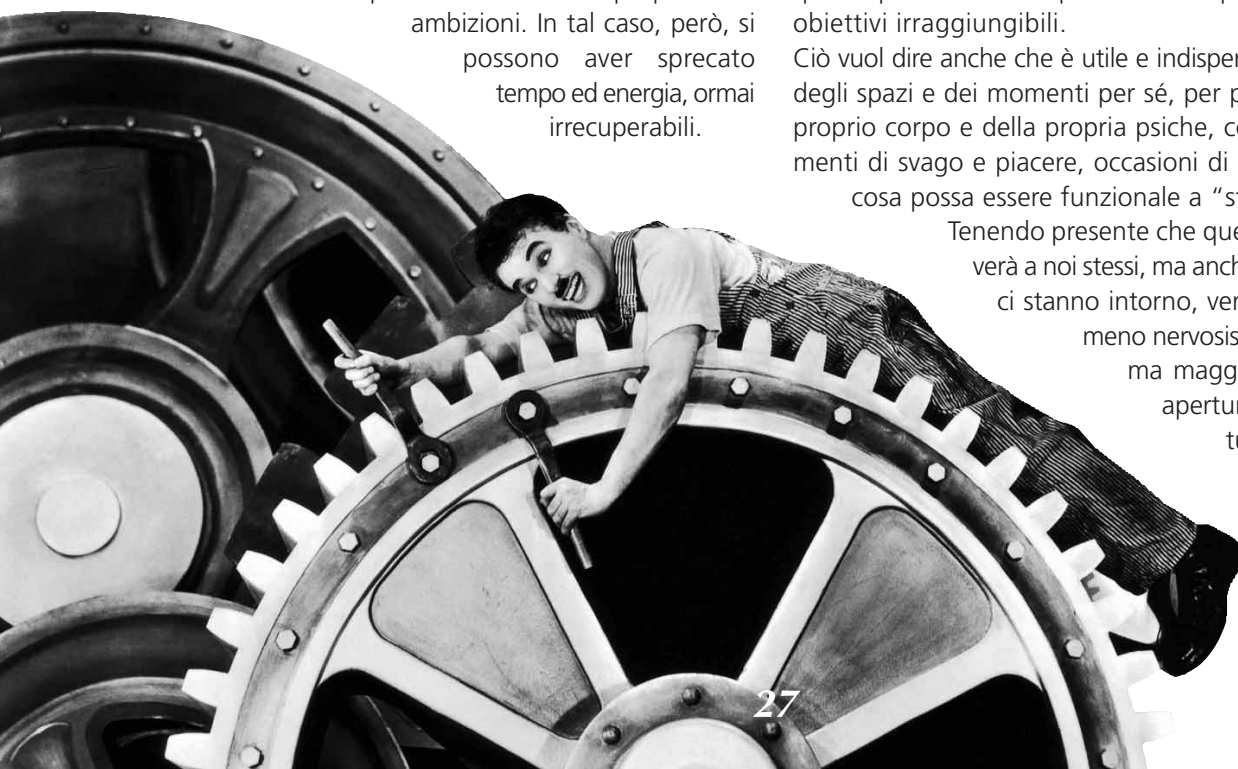 ambizioni. In tal caso, però, si
possono aver sprecato
tempo ed energia, ormai
irrecuperabili.
obiettivi irraggiungibili.
Ciò vuol dire anche che è utile e
degli spazi e dei momenti per sé, per p
proprio corpo e della propria psiche, co
menti di svago e piacere, occasioni di
cosa possa essere funzionale a “st
Tenendo presente che que
verà a noi stessi, ma anch
ci stanno intorno, ver
meno nervosis
ma magg
apertur
tu
27